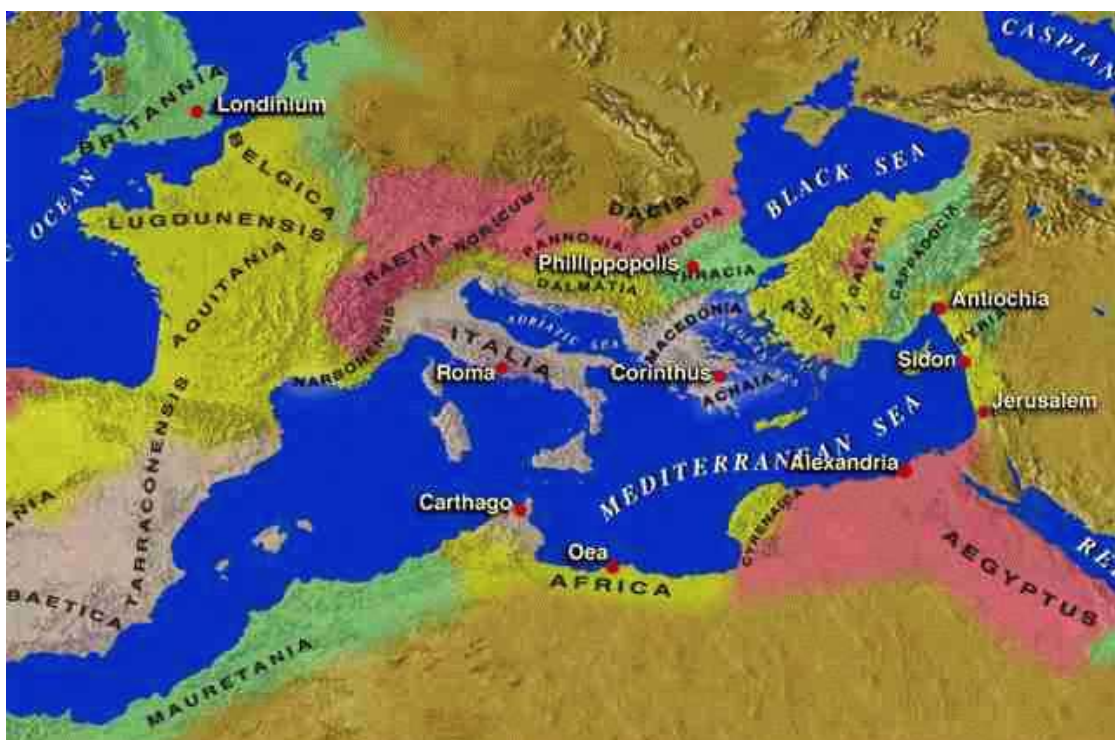 CASPIAN
BRITANNIA
Londinium
OCEAN
BELGICA
LUGDUNENSIS
BLACK SEA
AQUITANIA
RAETIA
NORICUM
DACIA
PANNONIA
MOECIA
Phillippopolis
THRACIA
DALMATIA
GALATIA
CAPPADOCIA
ASIA
Antiochia
SYRIA
NARBONENSIS
ITALIA
ADRIATIC SEA
MACEDONIA
Roma
Corinthus
ACHAIA
Sidon
Jerusalem
MEDITERRANEAN SEA
Alexandria
TARRACONENSIS
Carthago
CYRENAICA
Oea
AFRICA
AEGYPTUS
BAETICA
MAURETANIA